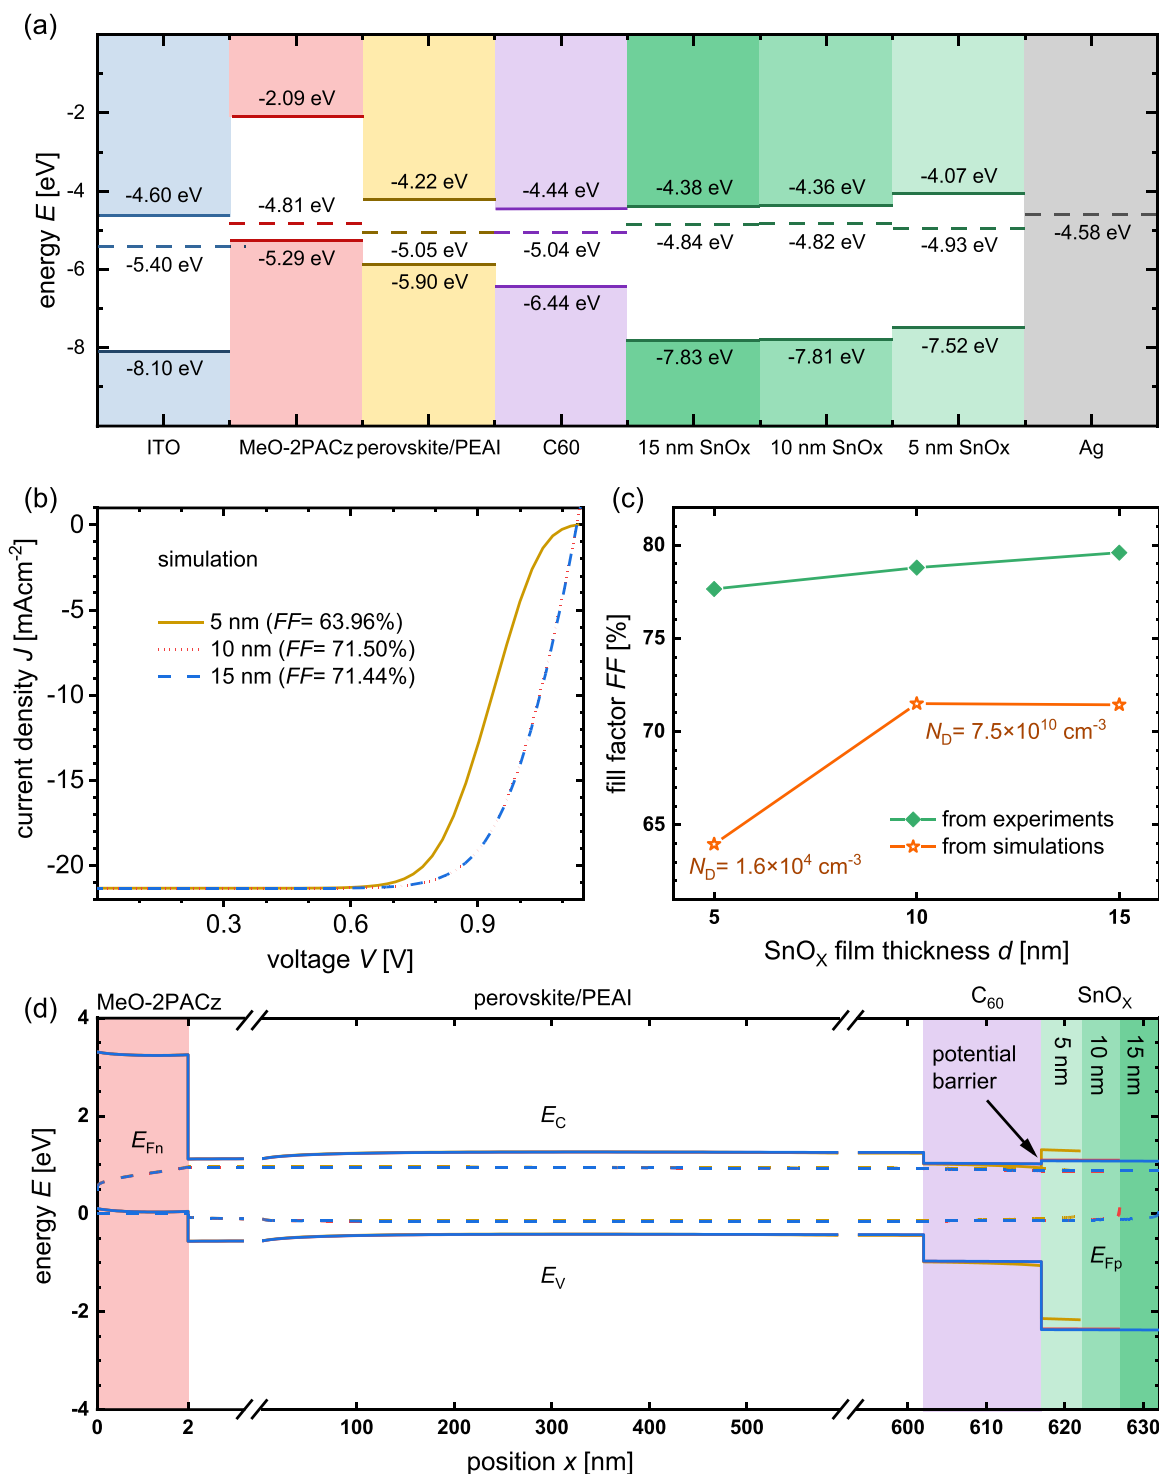 (a)
energy E [eV]
-2
-4
-6
-8
-4.60 eV
-5.40 eV
-8.10 eV
-2.09 eV
-4.81 eV
-5.29 eV
-4.22 eV
-5.05 eV
-5.90 eV
-4.44 eV
-5.04 eV
-6.44 eV
-4.38 eV
-4.84 eV
-7.83 eV
-4.36 eV
-4.82 eV
-7.81 eV
-4.07 eV
-4.93 eV
-7.52 eV
-4.58 eV
ITO MeO-2PACz perovskite/PEAI C60 15 nm SnOx 10 nm SnOx 5 nm SnOx Ag
(b)
current density J [mAcm-2]
0
-5
-10
-15
-20
simulation
5 nm (FF= 63.96%)
10 nm (FF= 71.50%)
15 nm (FF= 71.44%)
0.3 0.6 0.9
voltage V [V]
(c)
fill factor FF [%]
80
75
70
65
ND= 7.5×10^10 cm-3
from experiments
from simulations
ND= 1.6×10^4 cm-3
5 10 15
SnOX film thickness d [nm]
(d)
MeO-2PACz perovskite/PEAI C60 SnOX
energy E [eV]
4
2
0
-2
-4
EFn
EC
EV
potential
barrier
5 nm
10 nm
15 nm
EFp
0 2 100 200 300 400 500 600 610 620 630
position x [nm]